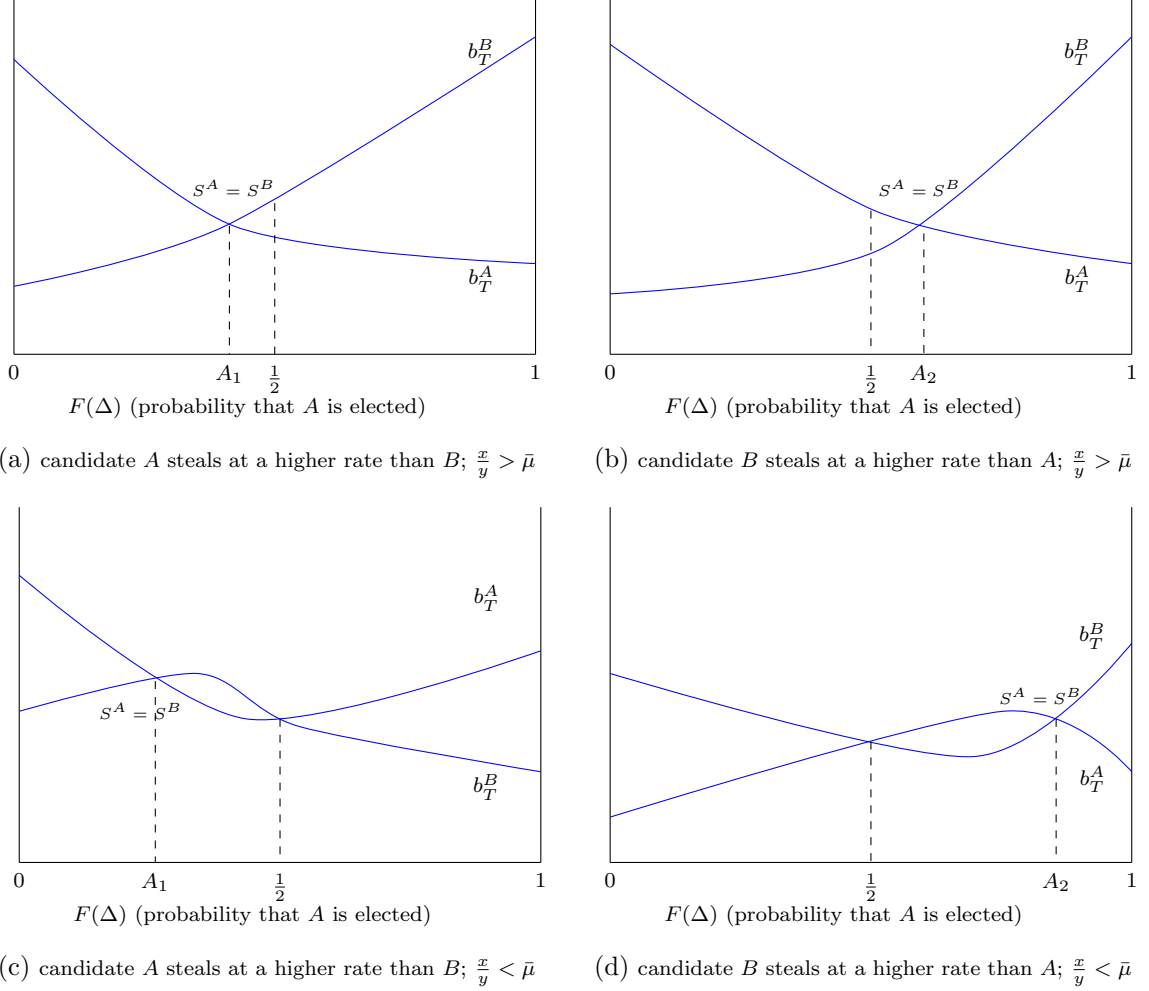 b_T^B
S^A = S^B
b_T^A
0 A_1 1/2 1
F(Δ) (probability that A is elected)
(a) candidate A steals at a higher rate than B; x/y > μ̄
b_T^B
S^A = S^B
b_T^A
0 1/2 A_2 1
F(Δ) (probability that A is elected)
(b) candidate B steals at a higher rate than A; x/y > μ̄
b_T^A
S^A = S^B
b_T^B
0 A_1 1/2 1
F(Δ) (probability that A is elected)
(c) candidate A steals at a higher rate than B; x/y < μ̄
b_T^B
S^A = S^B
b_T^A
0 1/2 A_2 1
F(Δ) (probability that A is elected)
(d) candidate B steals at a higher rate than A; x/y < μ̄